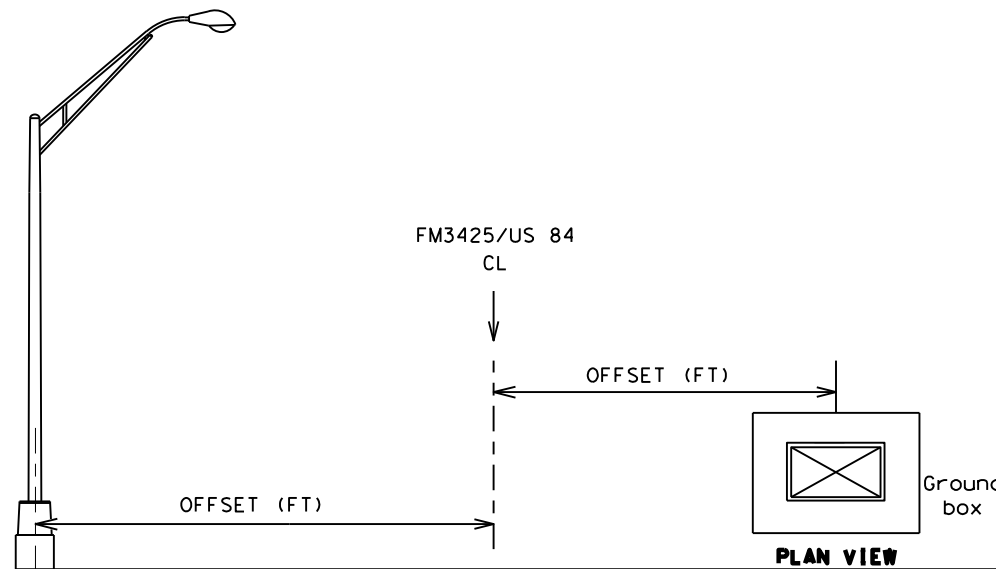 FM3425/US 84
CL
OFFSET (FT)
Ground
box
OFFSET (FT)
PLAN VIEW